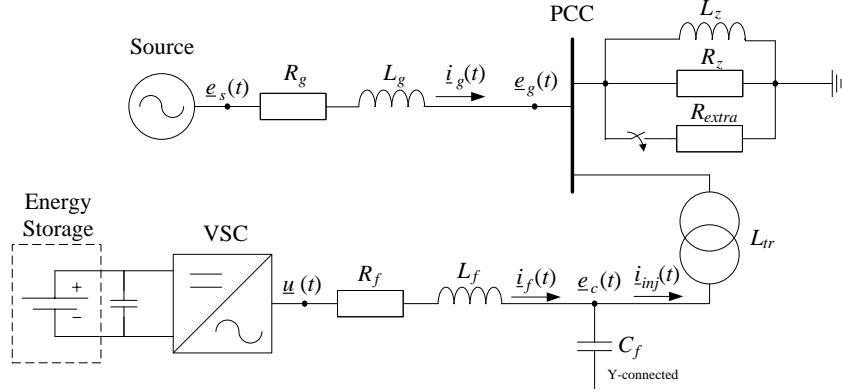 PCC
L_z
Source
R_z
R_g
L_g
i_g(t)
e_s(t)
e_g(t)
R_extra
Energy
Storage
VSC
L_tr
R_f
L_f
i_f(t)
e_c(t)
i_inj(t)
u(t)
+
−
C_f
Y-connected